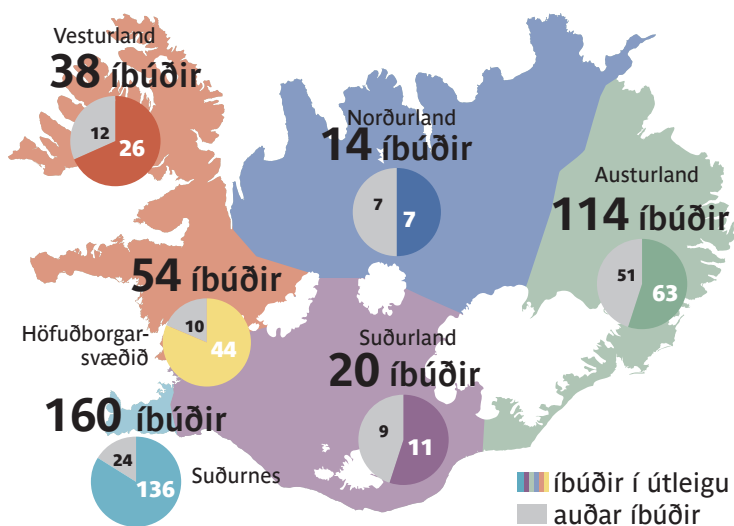 Vesturland
38 íbúðir
12
26
Norðurland
14 íbúðir
7
7
Austurland
114 íbúðir
51
63
54 íbúðir
10
44
Höfuðborgar-
svæðið
Suðurland
20 íbúðir
9
11
160 íbúðir
24
136
Suðurnes
íbúðir í útleigu
auðar íbúðir